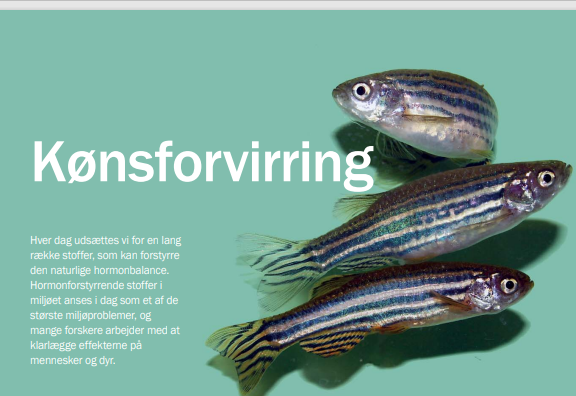 Kønsforvirring
Hver dag udsættes vi for en lang
række stoffer, som kan forstyrre
den naturlige hormonbalance.
Hormonforstyrrende stoffer i
miljøet anses i dag som et af de
største miljøproblemer, og
mange forskere arbejder med at
klarlægge effekterne på
mennesker og dyr.